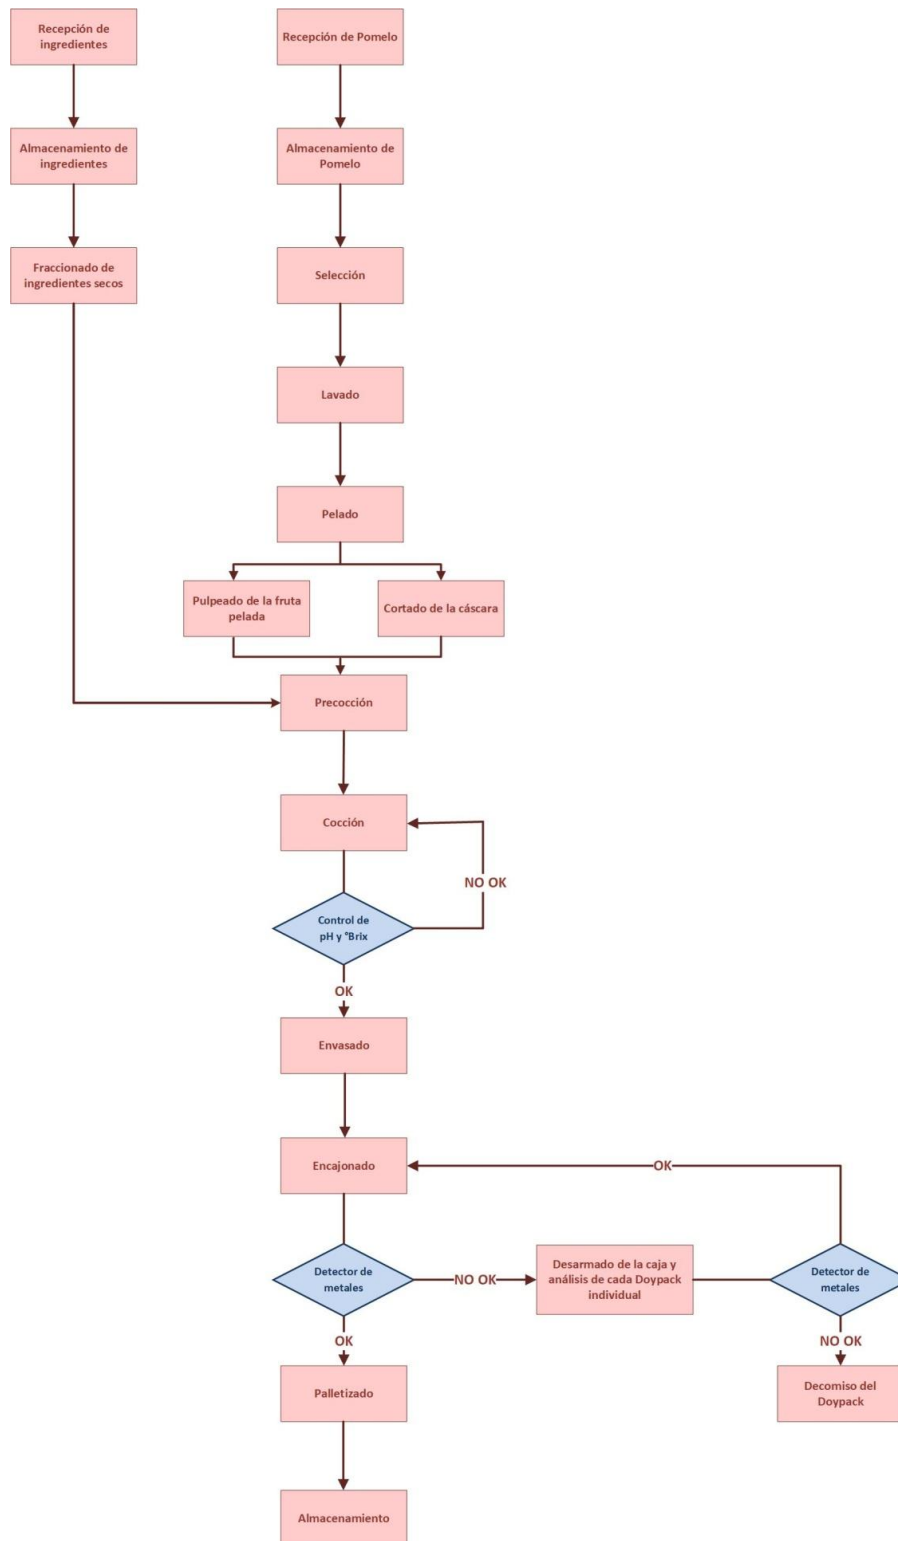 Recepción de
ingredientes
Recepción de Pomelo
Almacenamiento de
ingredientes
Almacenamiento de
Pomelo
Fraccionado de
ingredientes secos
Selección
Lavado
Pelado
Pulpeado de la fruta
pelada
Cortado de la cáscara
Precocción
Cocción
NO OK
Control de
pH y °Brix
OK
Envasado
Encajonado
OK
Detector de
metales
NO OK
Desarmado de la caja y
análisis de cada Doypack
individual
Detector de
metales
OK
NO OK
Palletizado
Decomiso del
Doypack
Almacenamiento